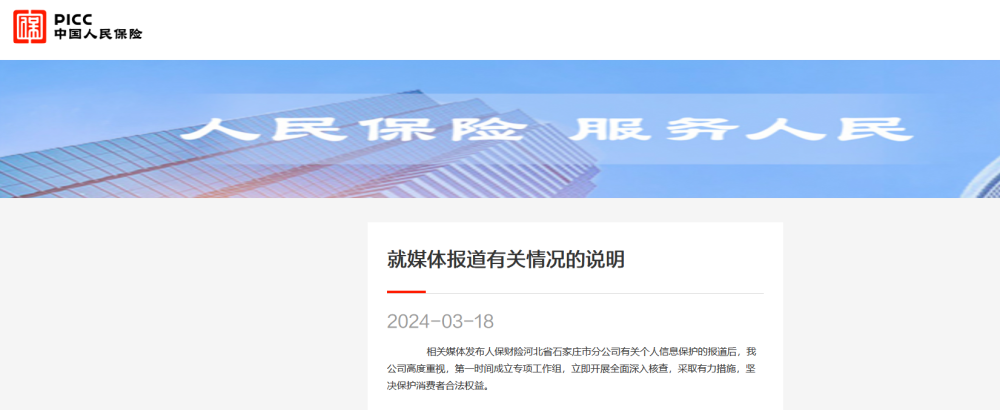 PICC
中国人民保险
人民保险 服务人民
就媒体报道有关情况的说明
2024-03-18
相关媒体发布人保财险河北省石家庄市分公司有关个人信息保护的报道后，我
公司高度重视，第一时间成立专项工作组，立即开展全面深入核查，采取有力措施，坚
决保护消费者合法权益。